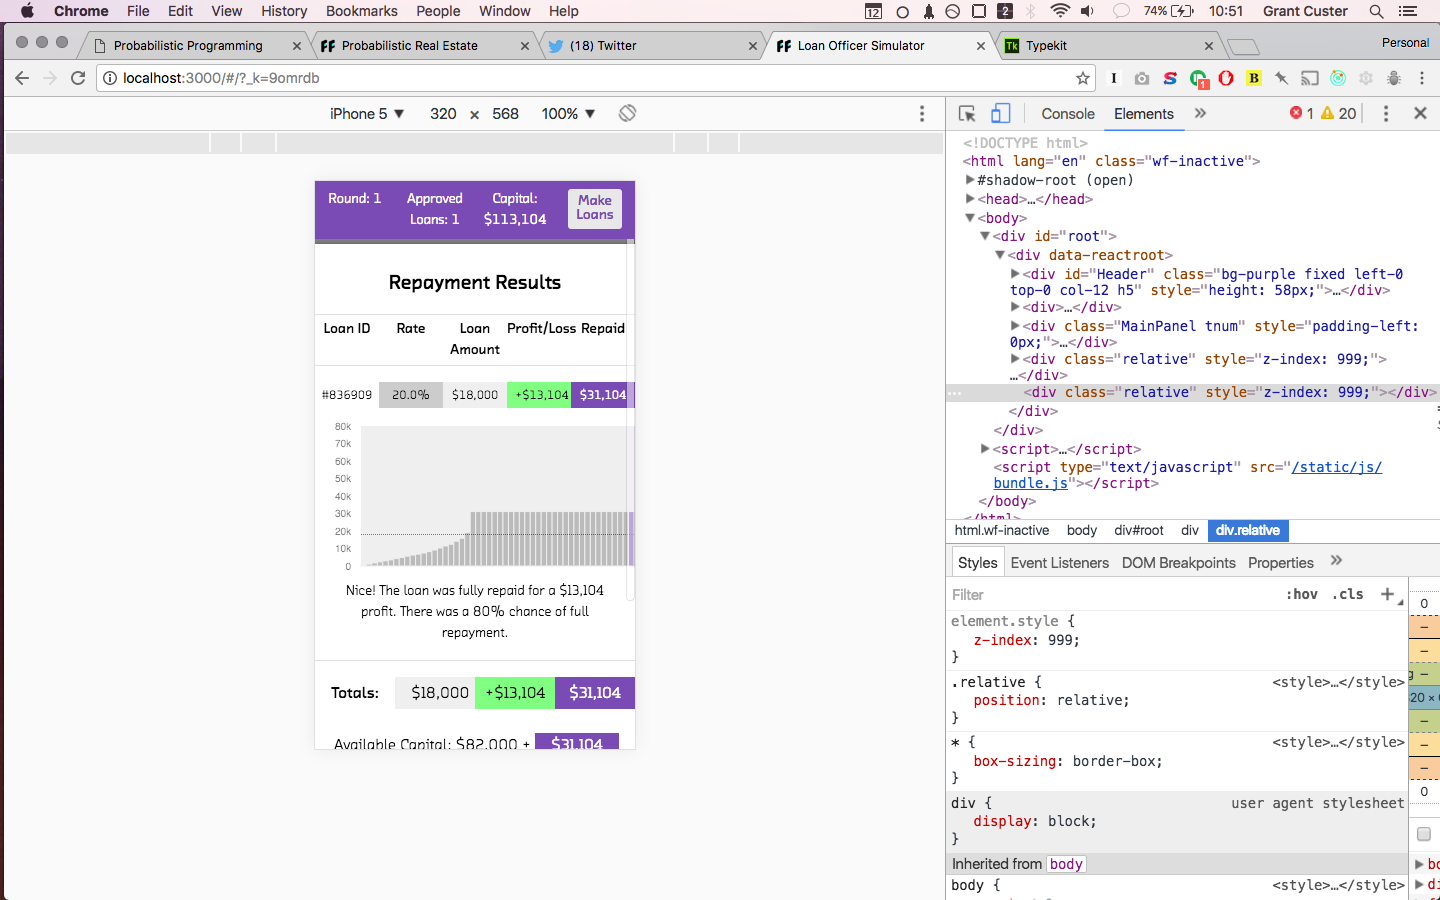 Chrome File Edit View History Bookmarks People Window Help 12 2 74% 10:51 Grant Custer
Probabilistic Programming FF Probabilistic Real Estate (18) Twitter FF Loan Officer Simulator Tk Typekit Personal
localhost:3000/#/?_k=9omrdb I S 1 B
iPhone 5 ▼ 320 × 568 100% ▼
Console Elements » 1 20
Round: 1 Approved Loans: 1 Capital: $113,104 Make Loans
Repayment Results
Loan ID Rate Loan Amount Profit/Loss Repaid
#836909 20.0% $18,000 +$13,104 $31,104
80k
70k
60k
50k
40k
30k
20k
10k
0
Nice! The loan was fully repaid for a $13,104
profit. There was a 80% chance of full
repayment.
Totals: $18,000 +$13,104 $31,104
Available Capital: $82,000 + $31,104
<!DOCTYPE html>
<html lang="en" class="wf-inactive">
▶#shadow-root (open)
▶<head>…</head>
▼<body>
▼<div id="root">
▼<div data-reactroot>
▶<div id="Header" class="bg-purple fixed left-0
top-0 col-12 h5" style="height: 58px;">…</div>
▶<div>…</div>
▶<div class="MainPanel tnum" style="padding-left:
0px;">…</div>
▶<div class="relative" style="z-index: 999;">
…</div>
… <div class="relative" style="z-index: 999;"></div>
</div>
</div>
▶<script>…</script>
<script type="text/javascript" src="/static/js/
bundle.js"></script>
</body>
</html>
html.wf-inactive body div#root div div.relative
Styles Event Listeners DOM Breakpoints Properties »
Filter :hov .cls +
element.style {
z-index: 999;
}
.relative { <style>…</style>
position: relative;
}
* { <style>…</style>
box-sizing: border-box;
}
div { user agent stylesheet
display: block;
}
Inherited from body
body { <style>…</style>
0
–
–
–
–
–
–
0